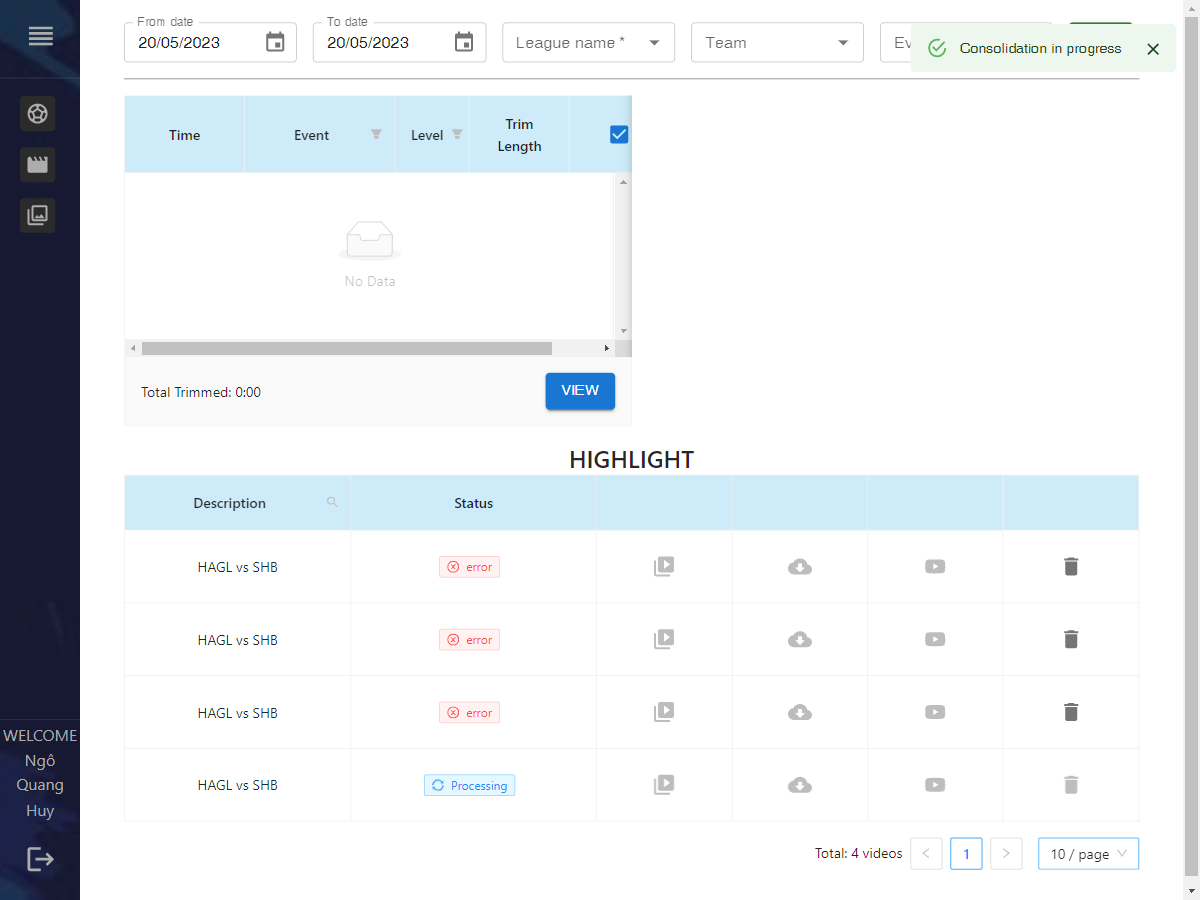 From date
20/05/2023
To date
20/05/2023
League name *
Team
Ev
Consolidation in progress
Time
Event
Level
Trim
Length
No Data
Total Trimmed: 0:00
VIEW
HIGHLIGHT
Description
Status
HAGL vs SHB
error
HAGL vs SHB
error
HAGL vs SHB
error
HAGL vs SHB
Processing
Total: 4 videos
1
10 / page
WELCOME
Ngô
Quang
Huy